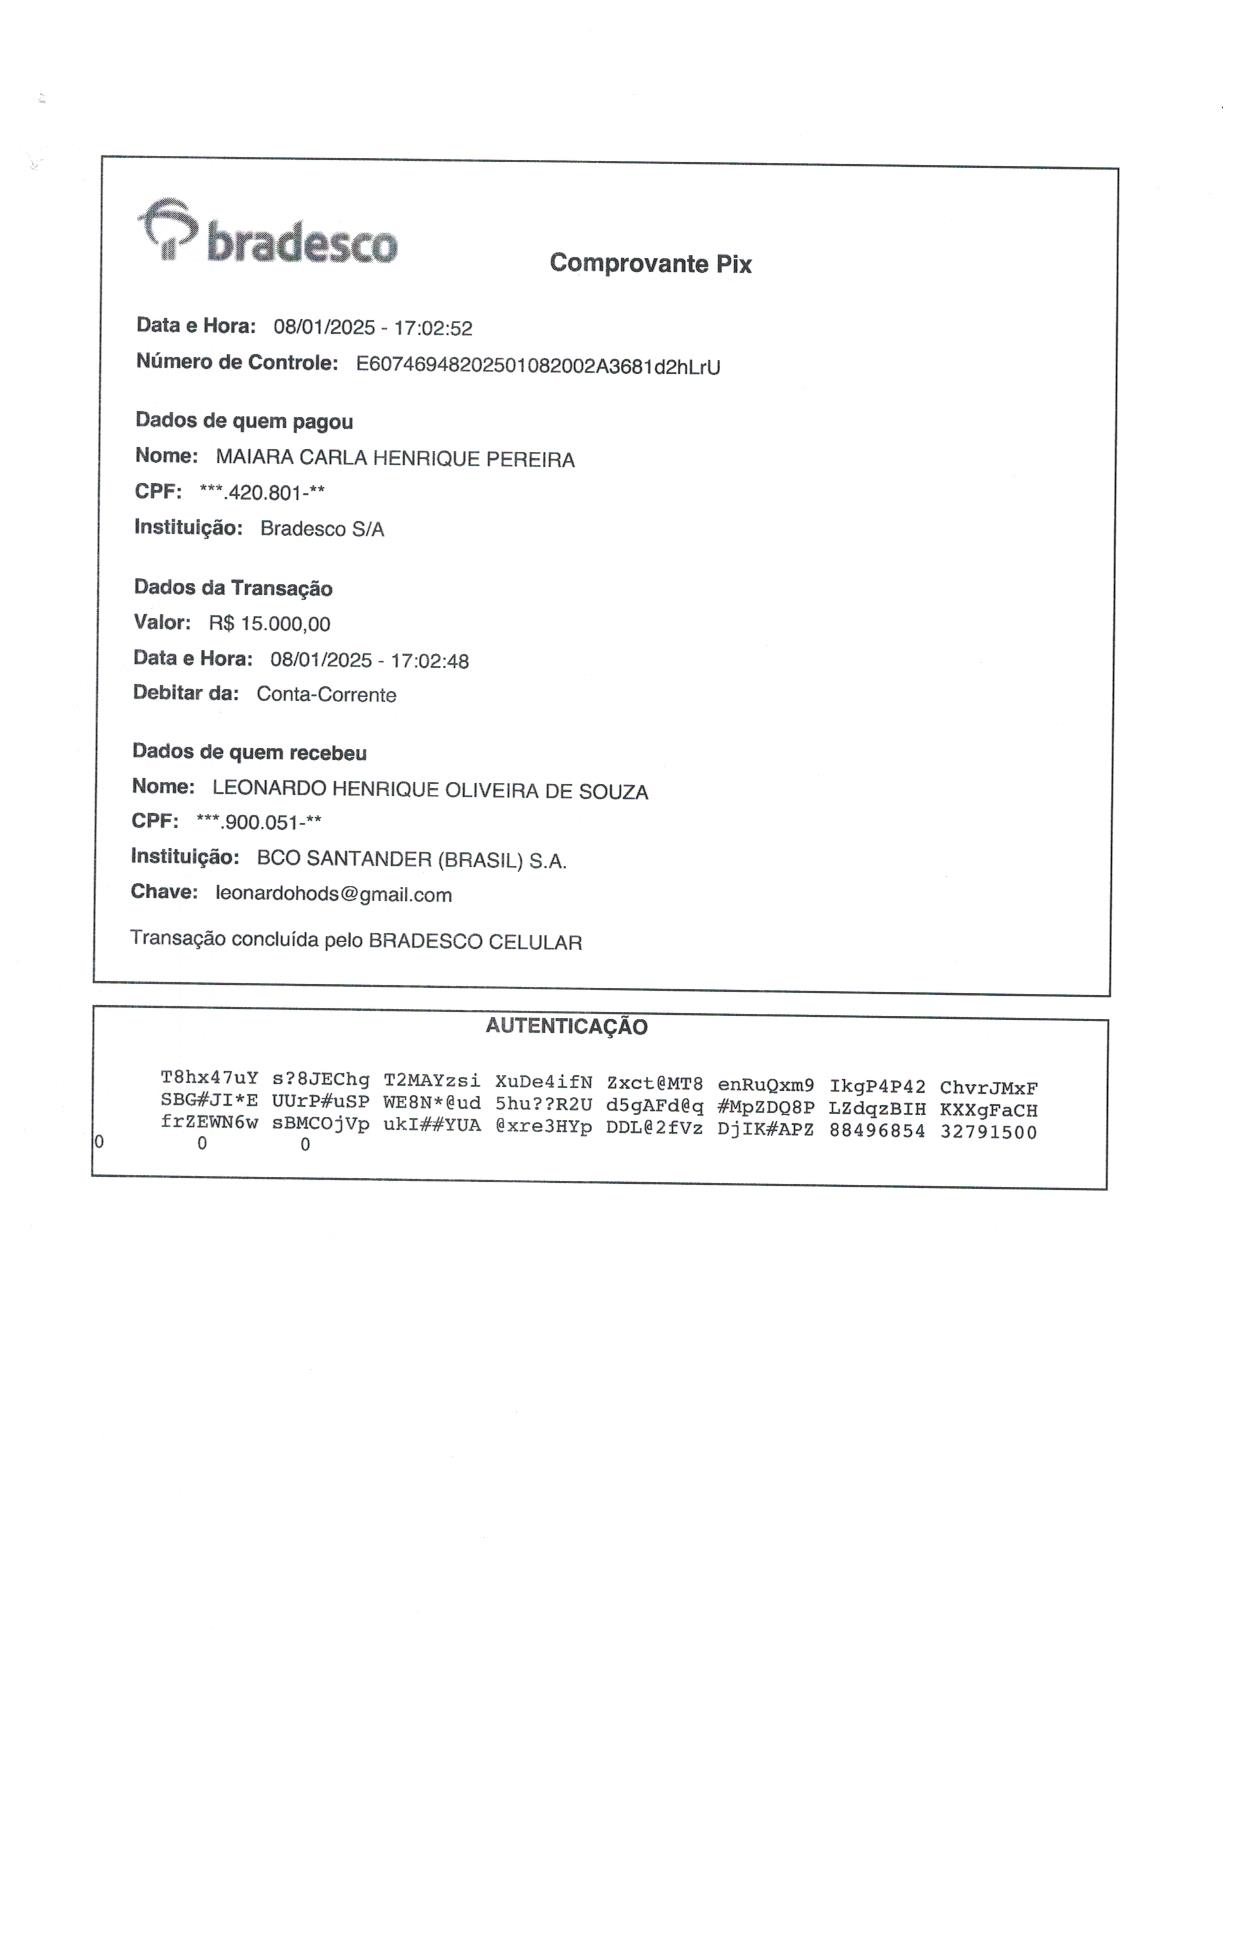 bradesco
Comprovante Pix
Data e Hora: 08/01/2025 - 17:02:52
Número de Controle: E60746948202501082002A3681d2hLrU
Dados de quem pagou
Nome: MAIARA CARLA HENRIQUE PEREIRA
CPF: ***.420.801-**
Instituição: Bradesco S/A
Dados da Transação
Valor: R$ 15.000,00
Data e Hora: 08/01/2025 - 17:02:48
Debitar da: Conta-Corrente
Dados de quem recebeu
Nome: LEONARDO HENRIQUE OLIVEIRA DE SOUZA
CPF: ***.900.051-**
Instituição: BCO SANTANDER (BRASIL) S.A.
Chave: leonardohods@gmail.com
Transação concluída pelo BRADESCO CELULAR
AUTENTICAÇÃO
T8hx47uY s?8JEChg T2MAYzsi XuDe4ifN Zxct@MT8 enRuQxm9 IkgP4P42 ChvrJMxF
SBG#JI*E UUrP#uSP WE8N*@ud 5hu??R2U d5gAFd@q #MpZDQ8P LZdqzBIH KXXgFaCH
frZEWN6w sBMCOjVp ukI##YUA @xre3HYp DDL@2fVz DjIK#APZ 88496854 32791500
0 0 0